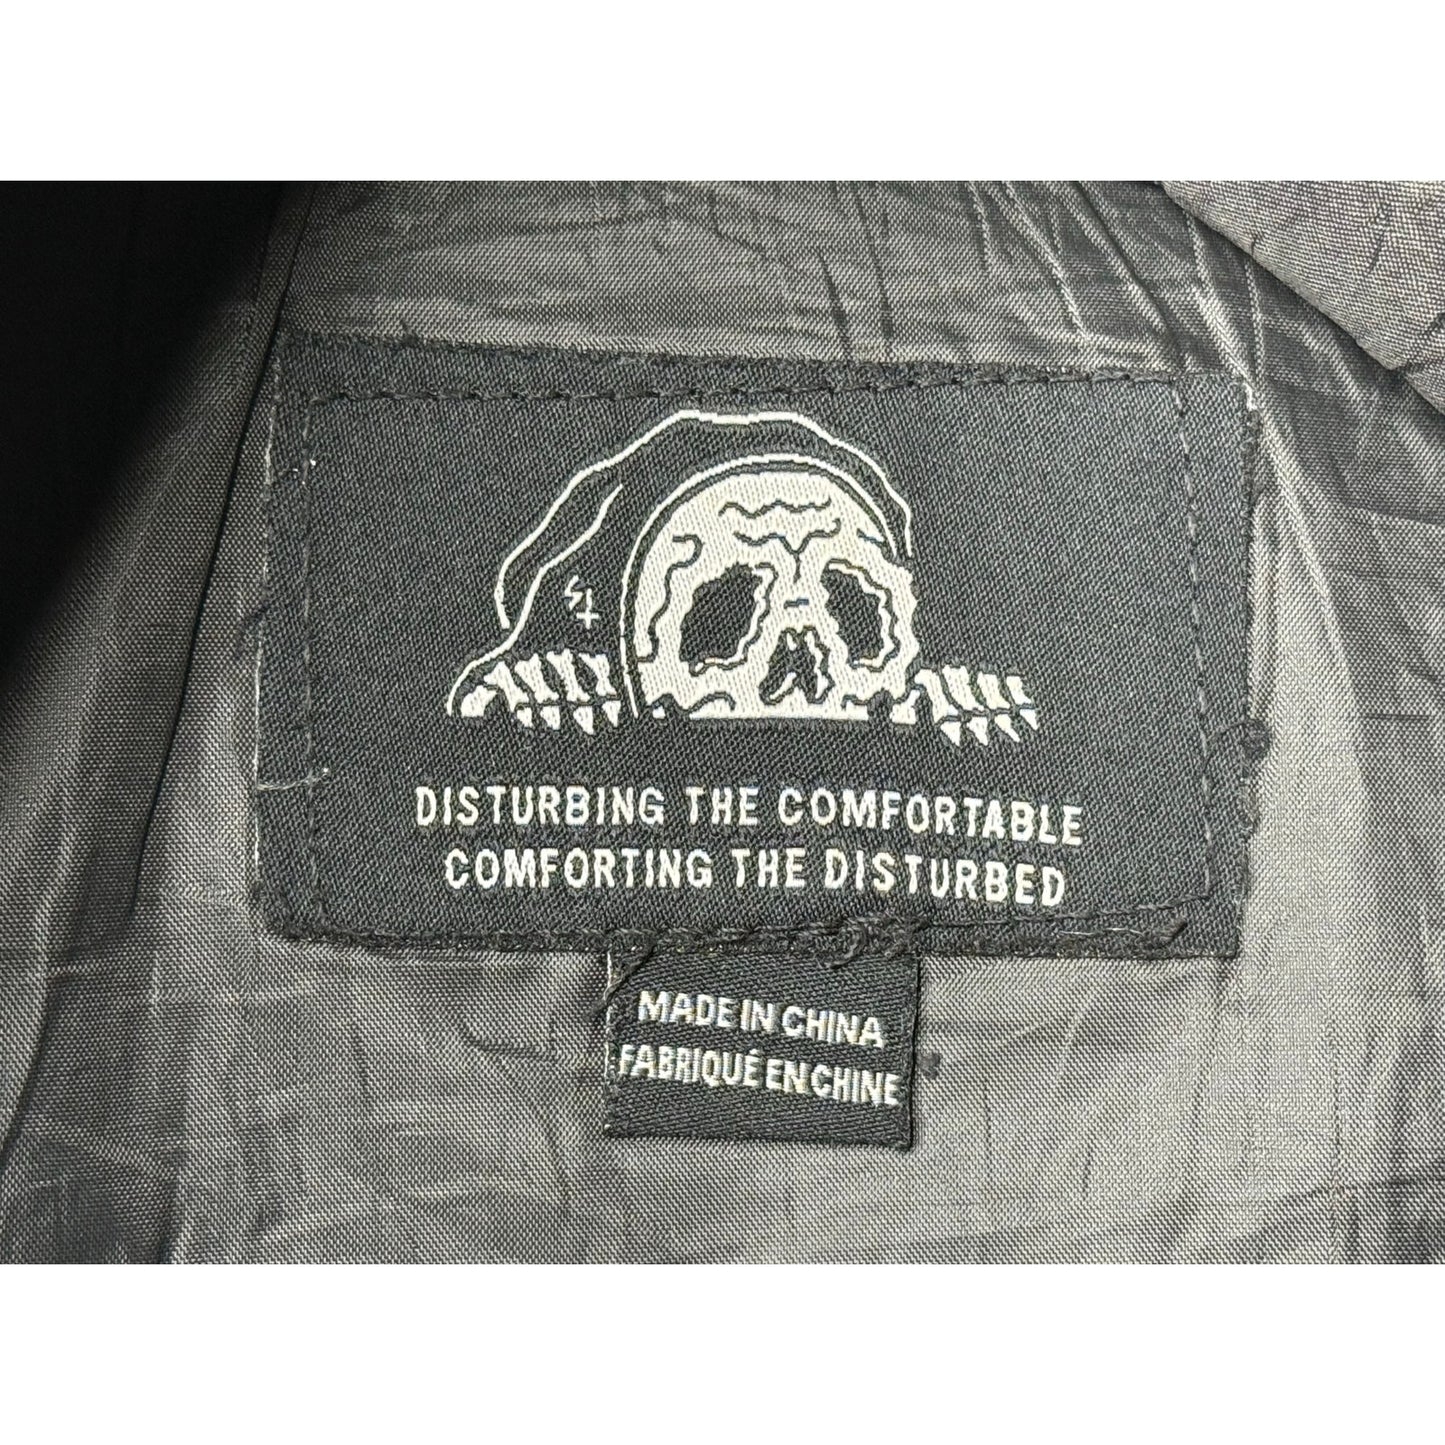 DISTURBING THE COMFORTABLE
COMFORTING THE DISTURBED
MADE IN CHINA
FABRIQUÉ EN CHINE